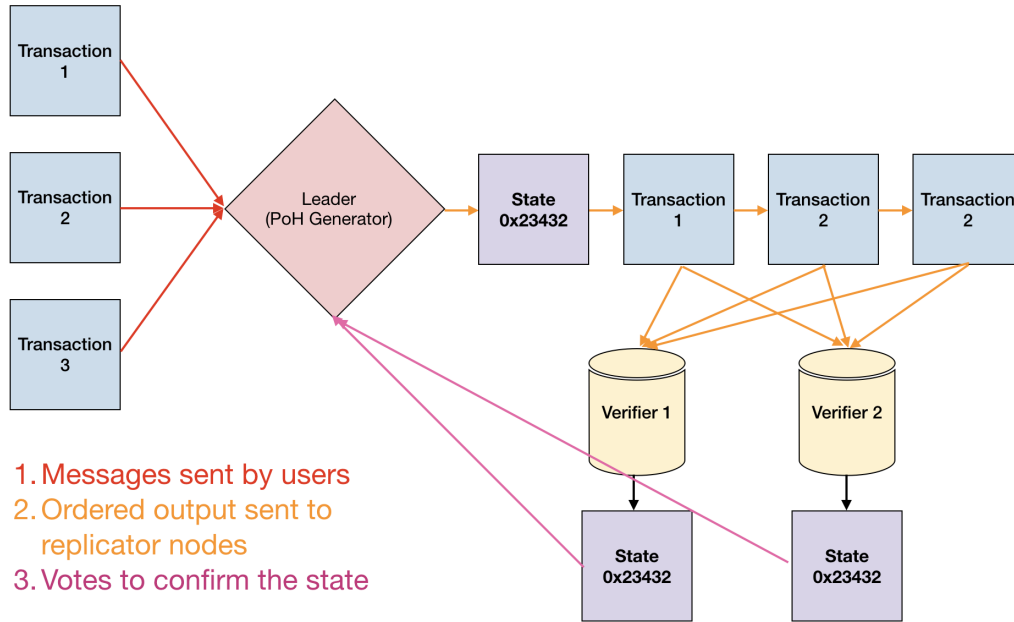 Transaction
1
Transaction
2
Transaction
3
Leader
(PoH Generator)
State
0x23432
Transaction
1
Transaction
2
Transaction
2
Verifier 1
Verifier 2
State
0x23432
State
0x23432
1. Messages sent by users
2. Ordered output sent to
replicator nodes
3. Votes to confirm the state